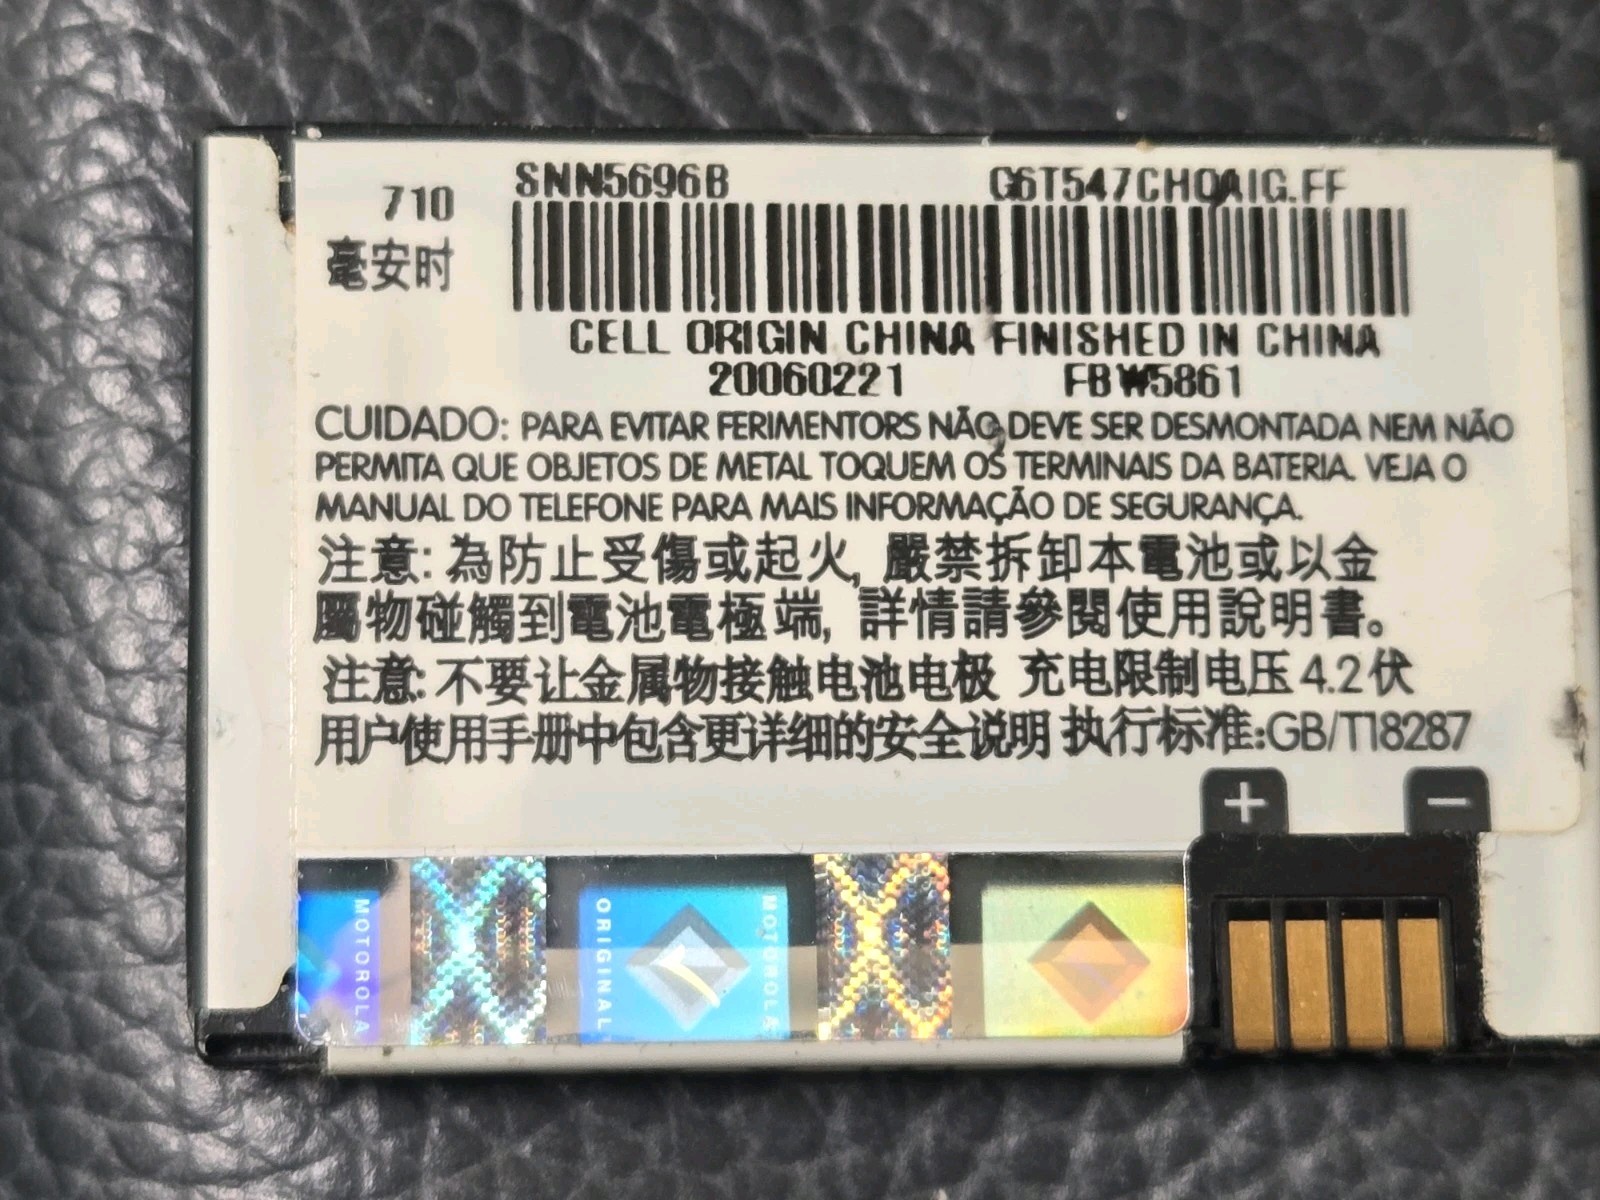 710
毫安时
SNN5696B
G6T547CHQAIG.FF
CELL ORIGIN CHINA FINISHED IN CHINA
20060221 FBW5861
CUIDADO: PARA EVITAR FERIMENTORS NÃO DEVE SER DESMONTADA NEM NÃO
PERMITA QUE OBJETOS DE METAL TOQUEM OS TERMINAIS DA BATERIA. VEJA O
MANUAL DO TELEFONE PARA MAIS INFORMAÇÃO DE SEGURANÇA.
注意: 為防止受傷或起火, 嚴禁拆卸本電池或以金
屬物碰觸到電池電極端, 詳情請參閱使用說明書。
注意: 不要让金属物接触电池电极 充电限制电压4.2伏
用户使用手册中包含更详细的安全说明 执行标准:GB/T18287
+ −
MOTOROLA
ORIGINAL
MOTOROLA